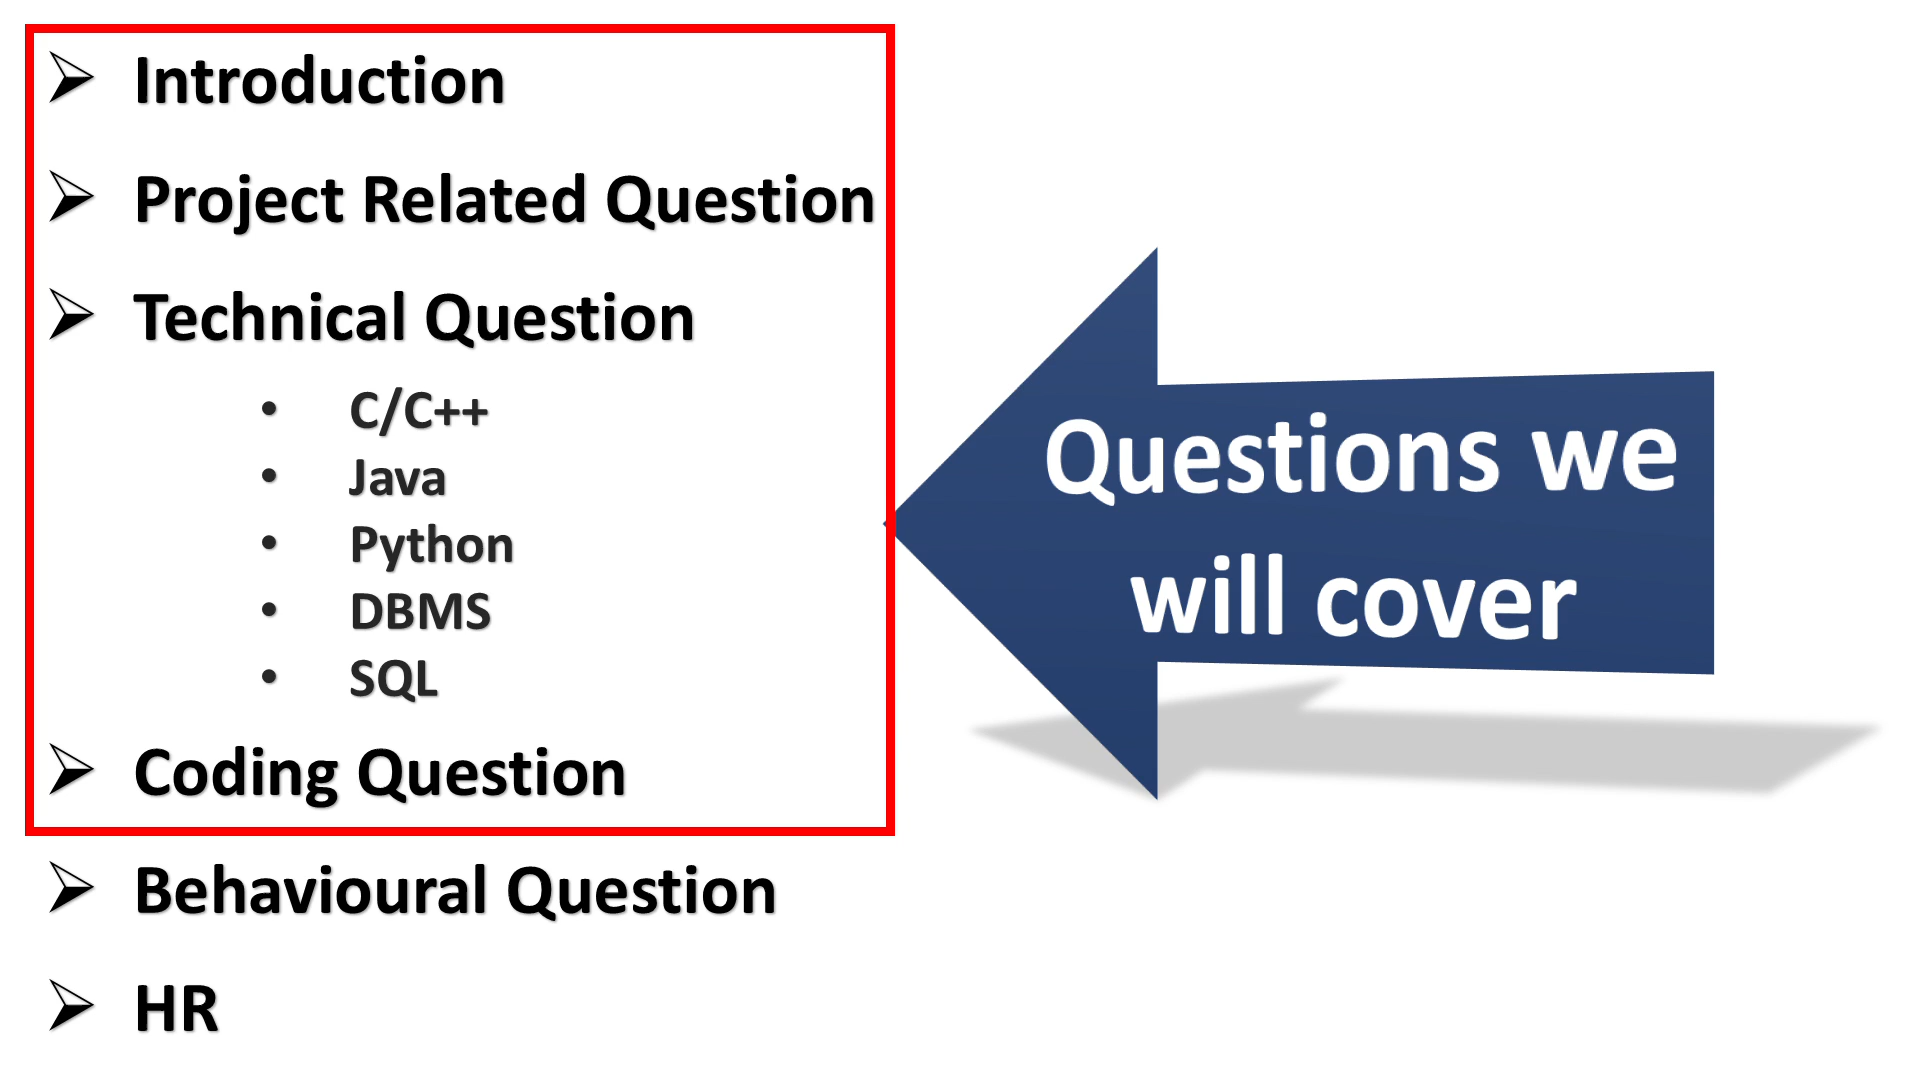 Introduction
Project Related Question
Technical Question
C/C++
Java
Python
DBMS
SQL
Coding Question
Behavioural Question
HR
Questions we
will cover